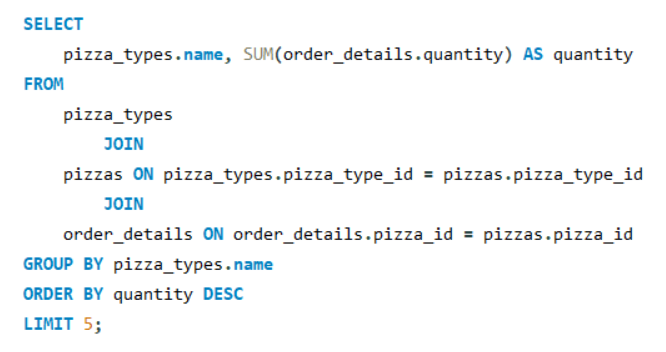 SELECT
pizza_types.name, SUM(order_details.quantity) AS quantity
FROM
pizza_types
JOIN
pizzas ON pizza_types.pizza_type_id = pizzas.pizza_type_id
JOIN
order_details ON order_details.pizza_id = pizzas.pizza_id
GROUP BY pizza_types.name
ORDER BY quantity DESC
LIMIT 5;